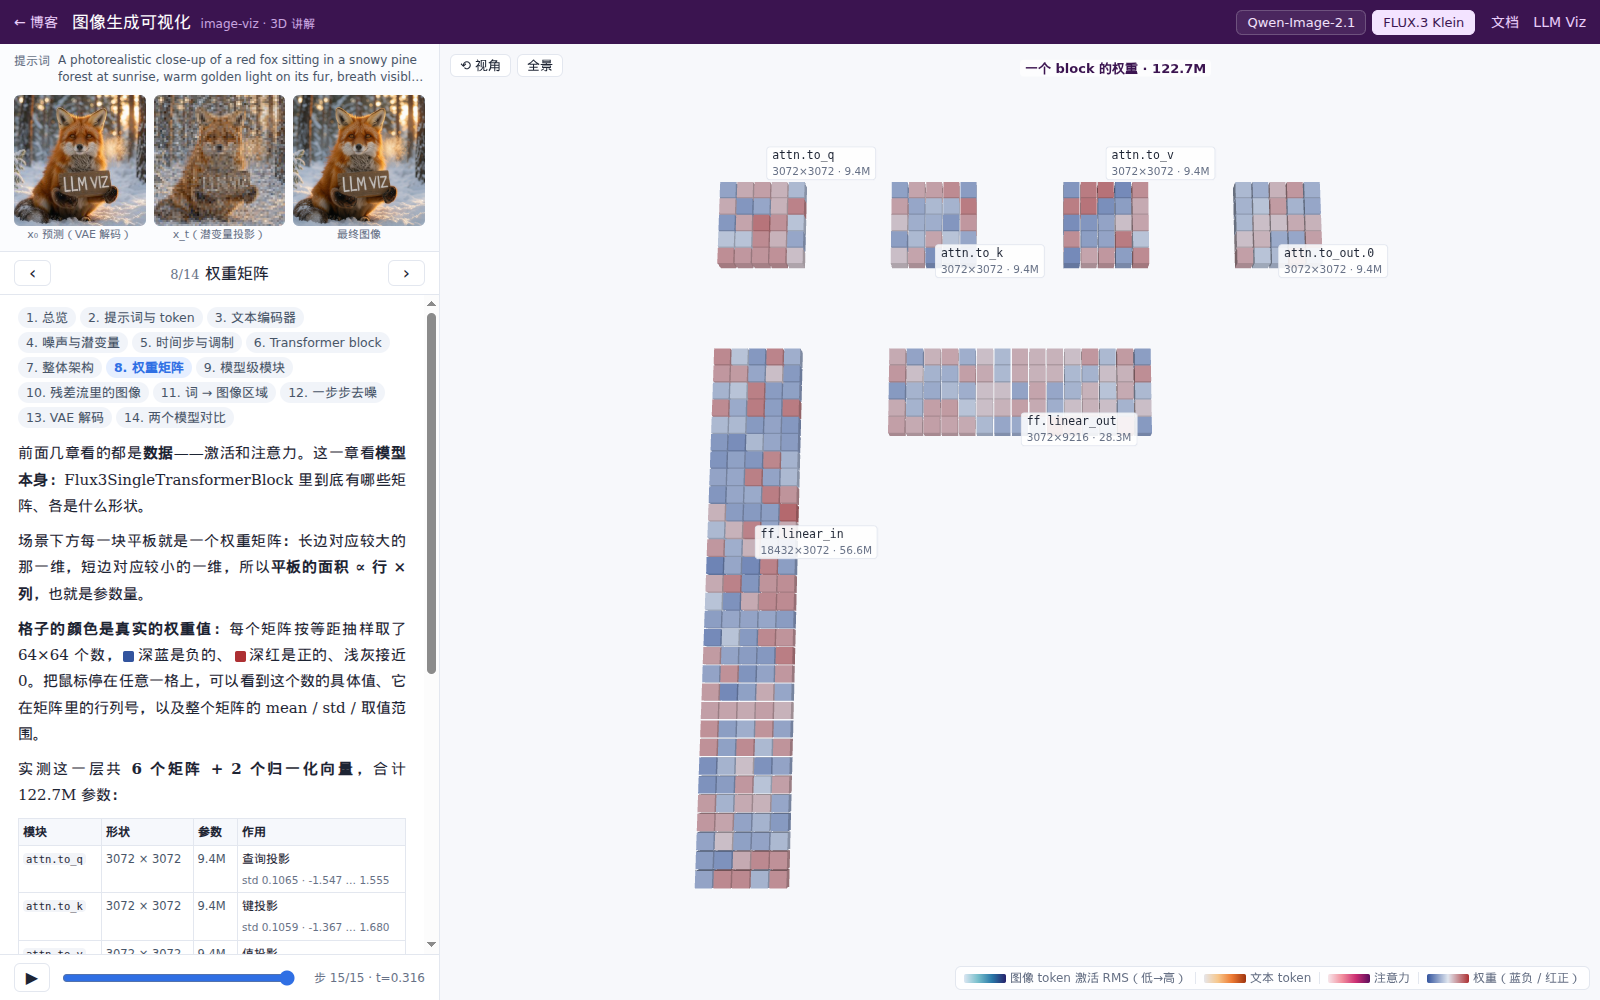 ← 博客 图像生成可视化 image-viz · 3D 讲解
Qwen-Image-2.1 FLUX.3 Klein 文档 LLM Viz
提示词 A photorealistic close-up of a red fox sitting in a snowy pine
forest at sunrise, warm golden light on its fur, breath visibl...
LLM VIZ
LLM VIZ
LLM VIZ
x₀ 预测 ( VAE 解码 ) x_t ( 潜变量投影 ) 最终图像
‹ 8/14 权重矩阵 ›
1. 总览 2. 提示词与 token 3. 文本编码器
4. 噪声与潜变量 5. 时间步与调制 6. Transformer block
7. 整体架构 8. 权重矩阵 9. 模型级模块
10. 残差流里的图像 11. 词 → 图像区域 12. 一步步去噪
13. VAE 解码 14. 两个模型对比
前面几章看的都是数据——激活和注意力。这一章看模型
本身：Flux3SingleTransformerBlock 里到底有哪些矩
阵、各是什么形状。
场景下方每一块平板就是一个权重矩阵：长边对应较大的
那一维，短边对应较小的一维，所以平板的面积 ∝ 行 ×
列，也就是参数量。
格子的颜色是真实的权重值：每个矩阵按等距抽样取了
64×64 个数，深蓝是负的、深红是正的、浅灰接近
0。把鼠标停在任意一格上，可以看到这个数的具体值、它
在矩阵里的行列号，以及整个矩阵的 mean / std / 取值范
围。
实测这一层共 6 个矩阵 + 2 个归一化向量，合计
122.7M 参数：
模块 形状 参数 作用
attn.to_q 3072 × 3072 9.4M 查询投影
std 0.1065 · -1.547 … 1.555
attn.to_k 3072 × 3072 9.4M 键投影
std 0.1059 · -1.367 … 1.680
attn.to_v 3072 × 3072 9.4M 值投影
▶ 步 15/15 · t=0.316
⟲ 视角 全景
一个 block 的权重 · 122.7M
attn.to_q
3072×3072 · 9.4M
attn.to_v
3072×3072 · 9.4M
attn.to_k
3072×3072 · 9.4M
attn.to_out.0
3072×3072 · 9.4M
ff.linear_out
3072×9216 · 28.3M
ff.linear_in
18432×3072 · 56.6M
图像 token 激活 RMS ( 低→高 ) 文本 token 注意力 权重 ( 蓝负 / 红正 )